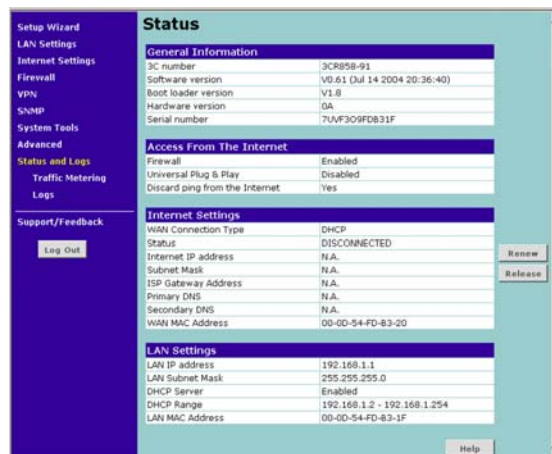 Setup Wizard
LAN Settings
Internet Settings
Firewall
VPN
SNMP
System Tools
Advanced
Status and Logs
Traffic Metering
Logs
Support/Feedback
Log Out
Status
General Information
3C number 3CR858-91
Software version V0.61 (Jul 14 2004 20:36:40)
Boot loader version V1.8
Hardware version 0A
Serial number 7UVF3O9FDB31F
Access From The Internet
Firewall Enabled
Universal Plug & Play Disabled
Discard ping from the Internet Yes
Internet Settings
WAN Connection Type DHCP
Status DISCONNECTED
Internet IP address N.A.
Subnet Mask N.A.
ISP Gateway Address N.A.
Primary DNS N.A.
Secondary DNS N.A.
WAN MAC Address 00-0D-54-FD-B3-20
Renew
Release
LAN Settings
LAN IP address 192.168.1.1
LAN Subnet Mask 255.255.255.0
DHCP Server Enabled
DHCP Range 192.168.1.2 - 192.168.1.254
LAN MAC Address 00-0D-54-FD-B3-1F
Help